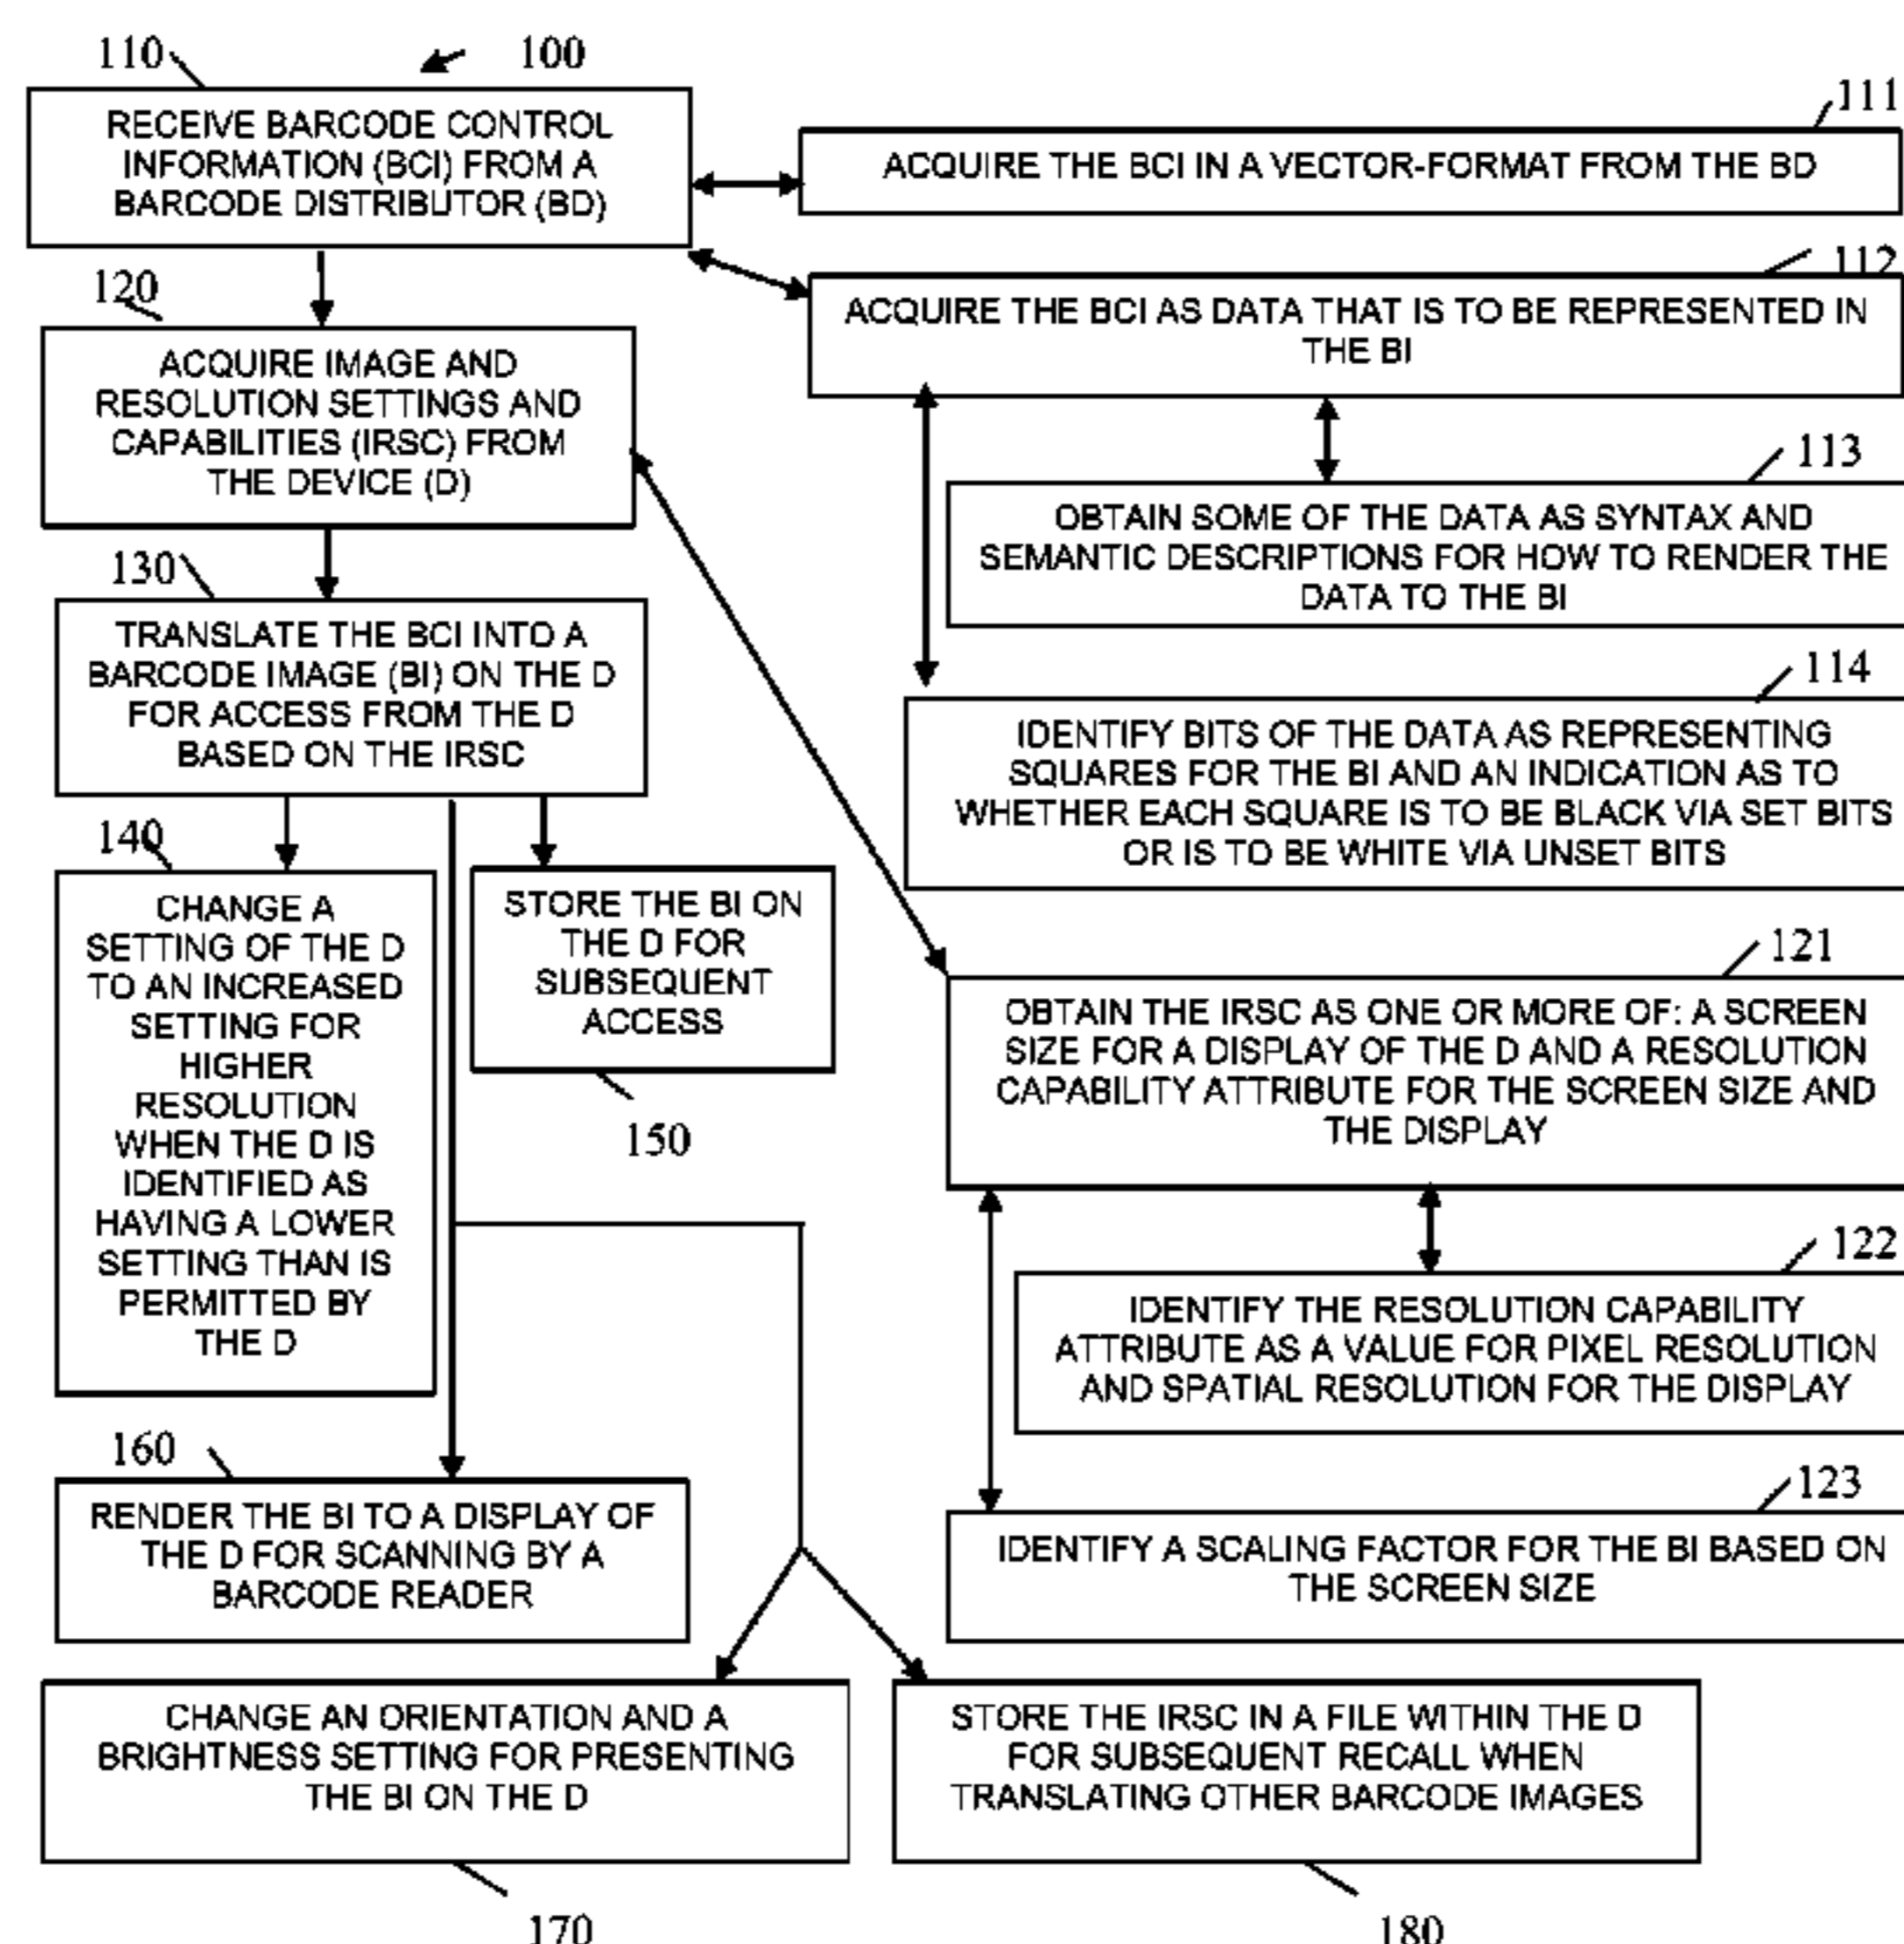 110
100
RECEIVE BARCODE CONTROL
INFORMATION (BCI) FROM A
BARCODE DISTRIBUTOR (BD)
111
ACQUIRE THE BCI IN A VECTOR-FORMAT FROM THE BD
112
ACQUIRE THE BCI AS DATA THAT IS TO BE REPRESENTED IN
THE BI
120
ACQUIRE IMAGE AND
RESOLUTION SETTINGS AND
CAPABILITIES (IRSC) FROM
THE DEVICE (D)
113
OBTAIN SOME OF THE DATA AS SYNTAX AND
SEMANTIC DESCRIPTIONS FOR HOW TO RENDER THE
DATA TO THE BI
130
TRANSLATE THE BCI INTO A
BARCODE IMAGE (BI) ON THE D
FOR ACCESS FROM THE D
BASED ON THE IRSC
114
IDENTIFY BITS OF THE DATA AS REPRESENTING
SQUARES FOR THE BI AND AN INDICATION AS TO
WHETHER EACH SQUARE IS TO BE BLACK VIA SET BITS
OR IS TO BE WHITE VIA UNSET BITS
140
CHANGE A
SETTING OF THE D
TO AN INCREASED
SETTING FOR
HIGHER
RESOLUTION
WHEN THE D IS
IDENTIFIED AS
HAVING A LOWER
SETTING THAN IS
PERMITTED BY
THE D
STORE THE BI ON
THE D FOR
SUBSEQUENT
ACCESS
150
121
OBTAIN THE IRSC AS ONE OR MORE OF: A SCREEN
SIZE FOR A DISPLAY OF THE D AND A RESOLUTION
CAPABILITY ATTRIBUTE FOR THE SCREEN SIZE AND
THE DISPLAY
122
IDENTIFY THE RESOLUTION CAPABILITY
ATTRIBUTE AS A VALUE FOR PIXEL RESOLUTION
AND SPATIAL RESOLUTION FOR THE DISPLAY
160
RENDER THE BI TO A DISPLAY OF
THE D FOR SCANNING BY A
BARCODE READER
123
IDENTIFY A SCALING FACTOR FOR THE BI BASED ON
THE SCREEN SIZE
CHANGE AN ORIENTATION AND A
BRIGHTNESS SETTING FOR PRESENTING
THE BI ON THE D
170
STORE THE IRSC IN A FILE WITHIN THE D
FOR SUBSEQUENT RECALL WHEN
TRANSLATING OTHER BARCODE IMAGES
180